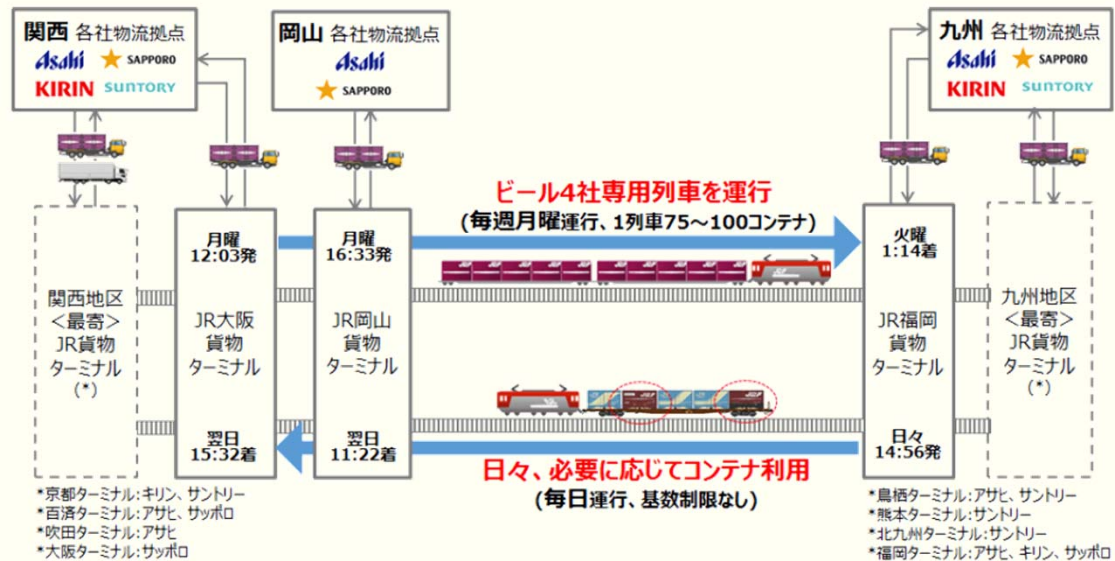 関西 各社物流拠点
Asahi SAPPORO
KIRIN SUNTORY
岡山 各社物流拠点
Asahi
SAPPORO
九州 各社物流拠点
Asahi SAPPORO
KIRIN SUNTORY
ビール4社専用列車を運行
(毎週月曜運行、1列車75～100コンテナ)
月曜
12:03発
月曜
16:33発
火曜
1:14着
関西地区
<最寄>
JR貨物
ターミナル
(*)
JR大阪
貨物
ターミナル
JR岡山
貨物
ターミナル
JR福岡
貨物
ターミナル
九州地区
<最寄>
JR貨物
ターミナル
(*)
翌日
15:32着
翌日
11:22着
日々
14:56発
日々、必要に応じてコンテナ利用
(毎日運行、基数制限なし)
*京都ターミナル:キリン、サントリー
*百済ターミナル:アサヒ、サッポロ
*吹田ターミナル:アサヒ
*大阪ターミナル:サッポロ
*鳥栖ターミナル:アサヒ、サントリー
*熊本ターミナル:サントリー
*北九州ターミナル:サントリー
*福岡ターミナル:アサヒ、キリン、サッポロ